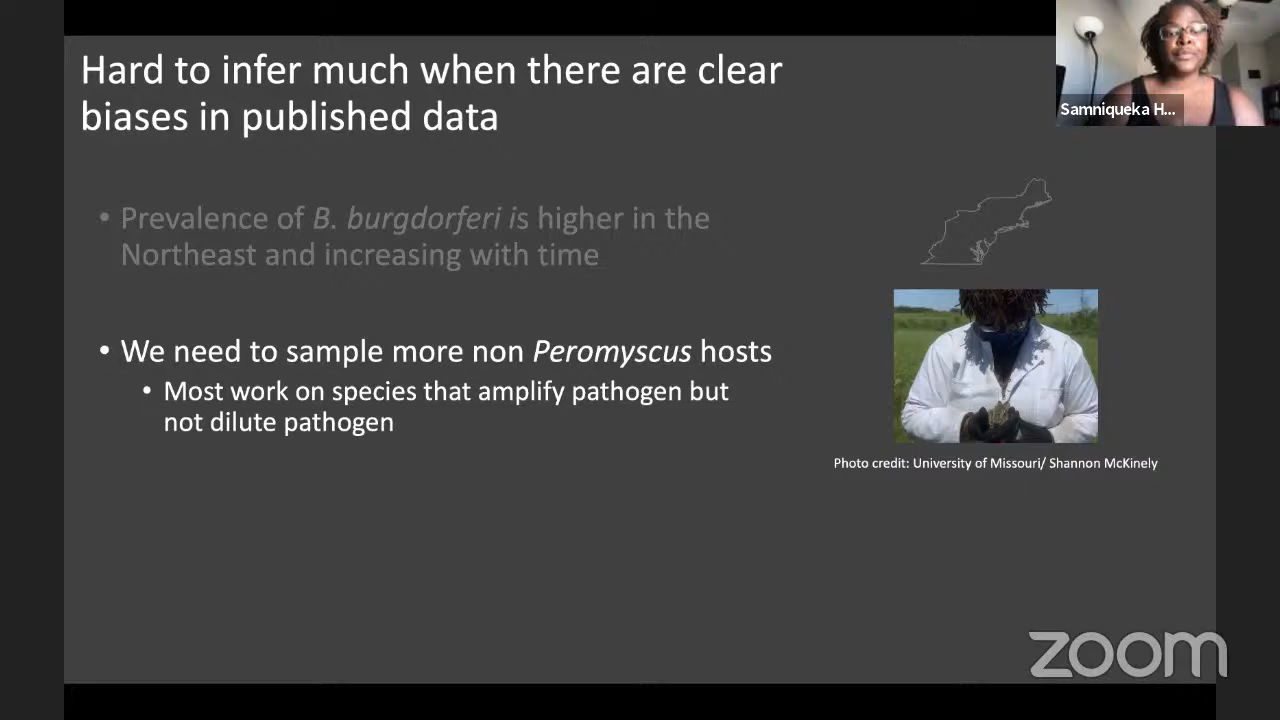 Hard to infer much when there are clear
biases in published data
Samniqueka H...
• Prevalence of B. burgdorferi is higher in the
Northeast and increasing with time
• We need to sample more non Peromyscus hosts
• Most work on species that amplify pathogen but
not dilute pathogen
Photo credit: University of Missouri/ Shannon McKinely
zoom